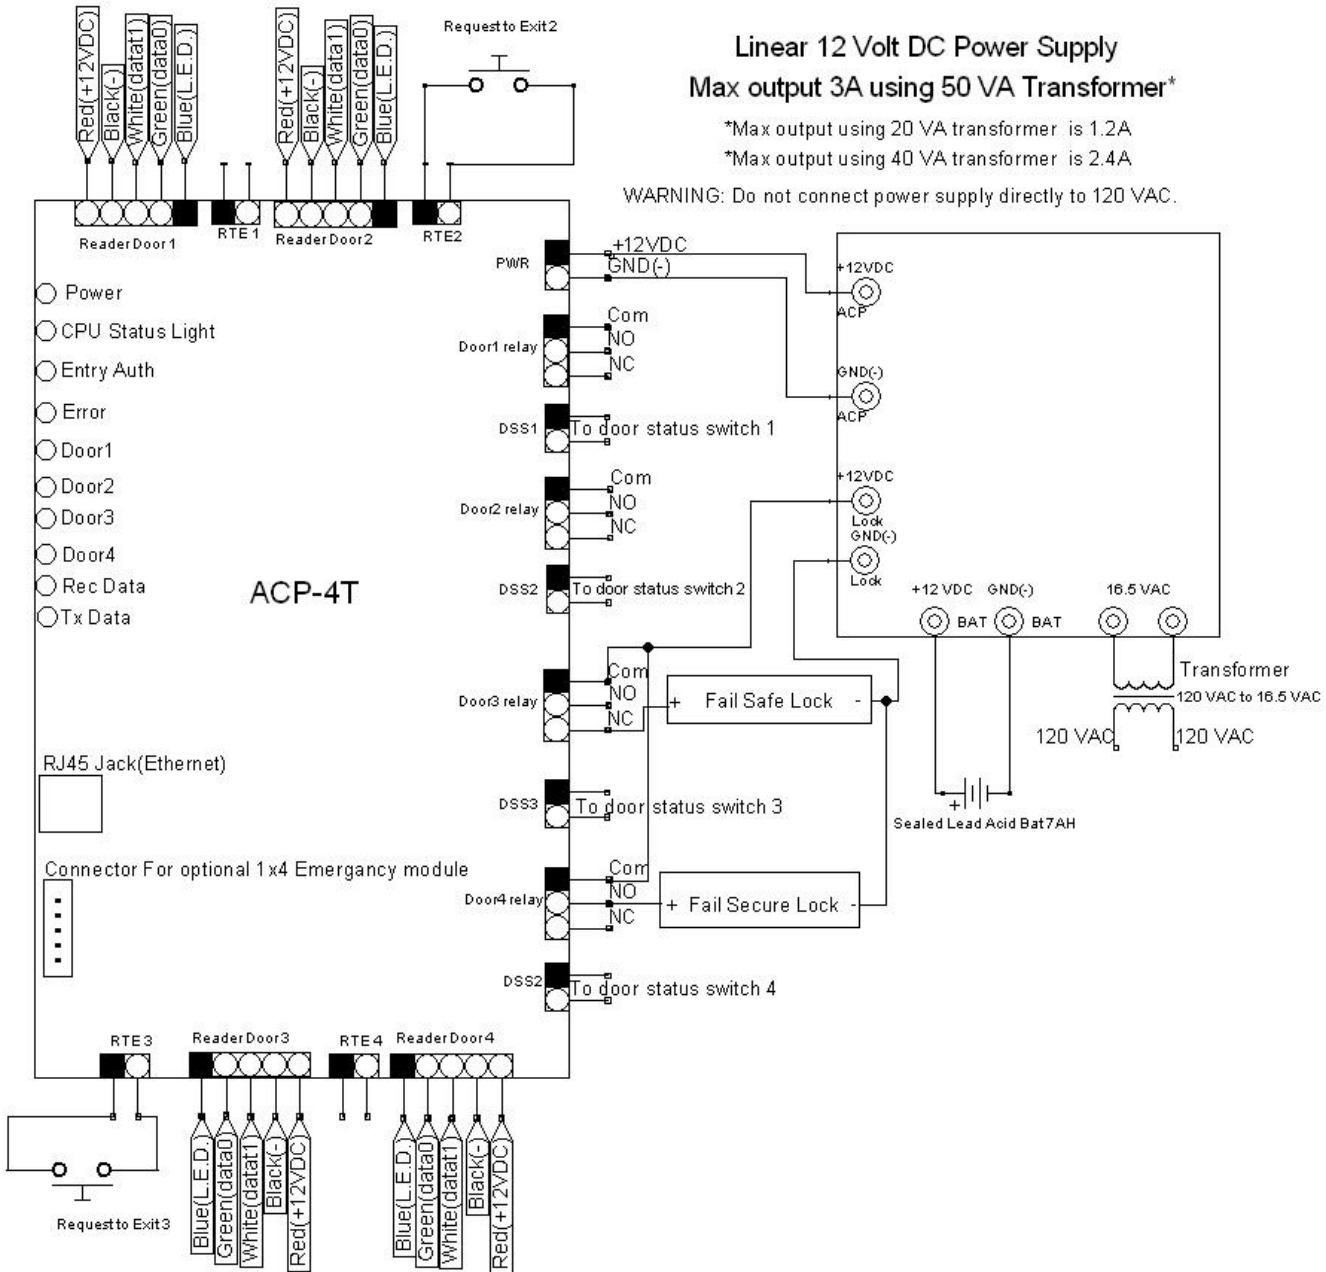 Red(+12VDC)
Black(-)
White(datat1)
Green(data0)
Blue(L.E.D.)
Red(+12VDC)
Black(-)
White(datat1)
Green(data0)
Blue(L.E.D.)
Request to Exit2
Linear 12 Volt DC Power Supply
Max output 3A using 50 VA Transformer*
*Max output using 20 VA transformer is 1.2A
*Max output using 40 VA transformer is 2.4A
WARNING: Do not connect power supply directly to 120 VAC.
Reader Door1
RTE1
Reader Door2
RTE2
PWR
+12VDC
GND(-)
Power
CPU Status Light
Entry Auth
Error
Door1
Door2
Door3
Door4
Rec Data
Tx Data
ACP-4T
Door1 relay
Com
NO
NC
DSS1
To door status switch 1
Door2 relay
Com
NO
NC
DSS2
To door status switch 2
Door3 relay
Com
NO
NC
+ Fail Safe Lock -
DSS3
To door status switch 3
Door4 relay
Com
NO
NC
+ Fail Secure Lock -
DSS2
To door status switch 4
+12VDC
ACP
GND(-)
ACP
+12VDC
Lock
GND(-)
Lock
+12 VDC
BAT
GND(-)
BAT
16.5 VAC
Transformer
120 VAC to 16.5 VAC
120 VAC
120 VAC
+
Sealed Lead Acid Bat7AH
RJ45 Jack(Ethernet)
Connector For optional 1x4 Emergancy module
RTE3
Reader Door3
RTE4
Reader Door4
Request to Exit3
Blue(L.E.D.)
Green(data0)
White(datat1)
Black(-)
Red(+12VDC)
Blue(L.E.D.)
Green(data0)
White(datat1)
Black(-)
Red(+12VDC)